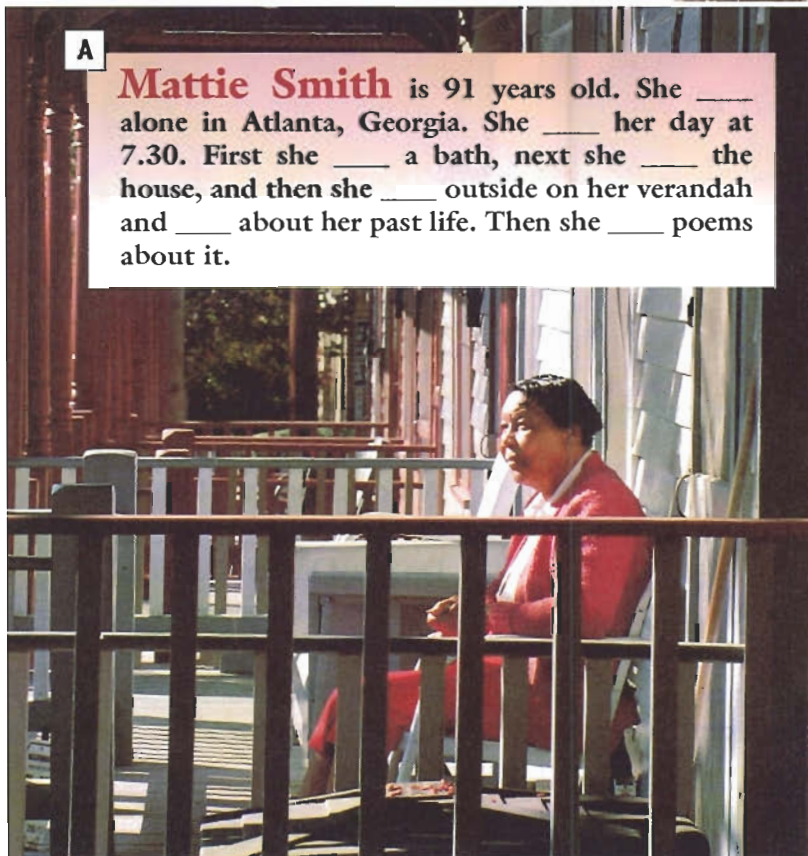 A
Mattie Smith is 91 years old. She ____
alone in Atlanta, Georgia. She ____ her day at
7.30. First she ____ a bath, next she ____ the
house, and then she ____ outside on her verandah
and ____ about her past life. Then she ____ poems
about it.